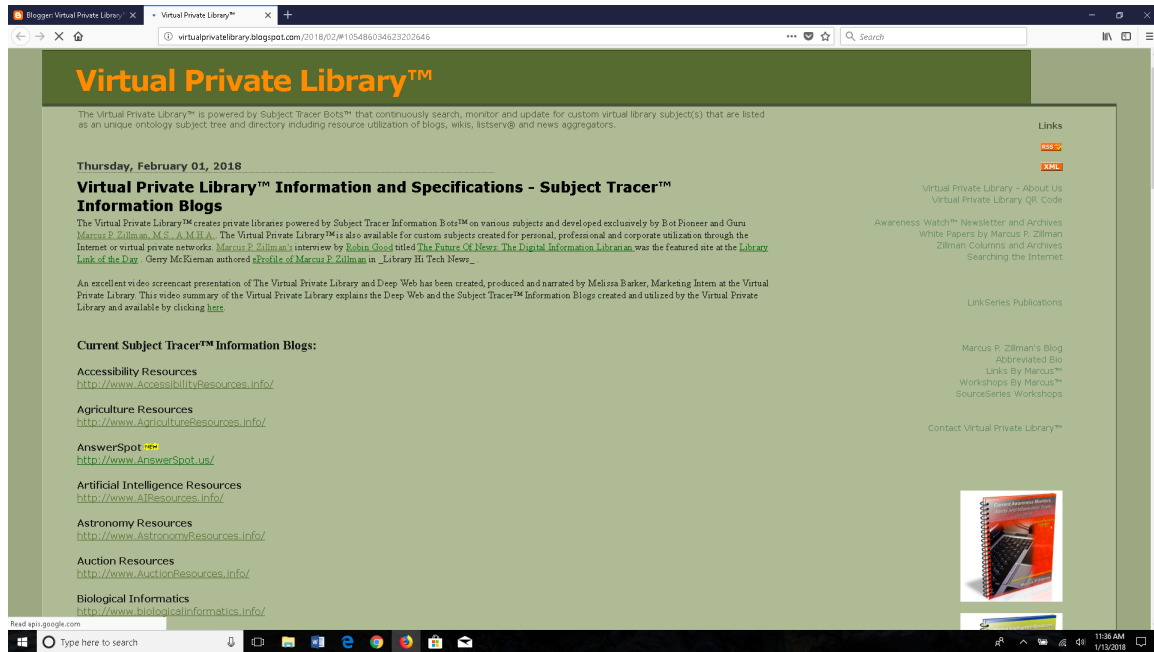 Blogger: Virtual Private Library
Virtual Private Library™
virtualprivatelibrary.blogspot.com/2018/02/#105486034623202646
Search
Virtual Private Library™
The Virtual Private Library™ is powered by Subject Tracer Bots™ that continuously search, monitor and update for custom virtual library subject(s) that are listed
as an unique ontology subject tree and directory including resource utilization of blogs, wikis, listserv® and news aggregators.
Thursday, February 01, 2018
Virtual Private Library™ Information and Specifications - Subject Tracer™
Information Blogs
The Virtual Private Library™ creates private libraries powered by Subject Tracer Information Bots™ on various subjects and developed exclusively by Bot Pioneer and Guru
Marcus P. Zillman, M.S., A.M.H.A. . The Virtual Private Library™ is also available for custom subjects created for personal, professional and corporate utilization through the
Internet or virtual private networks. Marcus P. Zillman's interview by Robin Good titled The Future Of News: The Digital Information Librarian was the featured site at the Library
Link of the Day . Gerry McKiernan authored eProfile of Marcus P. Zillman in _Library Hi Tech News_ .
An excellent video screencast presentation of The Virtual Private Library and Deep Web has been created, produced and narrated by Melissa Barker, Marketing Intern at the Virtual
Private Library. This video summary of the Virtual Private Library explains the Deep Web and the Subject Tracer™ Information Blogs created and utilized by the Virtual Private
Library and available by clicking here.
Current Subject Tracer™ Information Blogs:
Accessibility Resources
http://www.AccessibilityResources.info/
Agriculture Resources
http://www.AgricultureResources.info/
AnswerSpot NEW
http://www.AnswerSpot.us/
Artificial Intelligence Resources
http://www.AIResources.info/
Astronomy Resources
http://www.AstronomyResources.info/
Auction Resources
http://www.AuctionResources.info/
Biological Informatics
http://www.biologicalinformatics.info/
Links
RSS
XML
Virtual Private Library - About Us
Virtual Private Library QR Code
Awareness Watch™ Newsletter and Archives
White Papers by Marcus P. Zillman
Zillman Columns and Archives
Searching the Internet
LinkSeries Publications
Marcus P. Zillman's Blog
Abbreviated Bio
Links By Marcus™
Workshops By Marcus™
SourceSeries Workshops
Contact Virtual Private Library™
Read apis.google.com
Type here to search
11:36 AM
1/13/2018